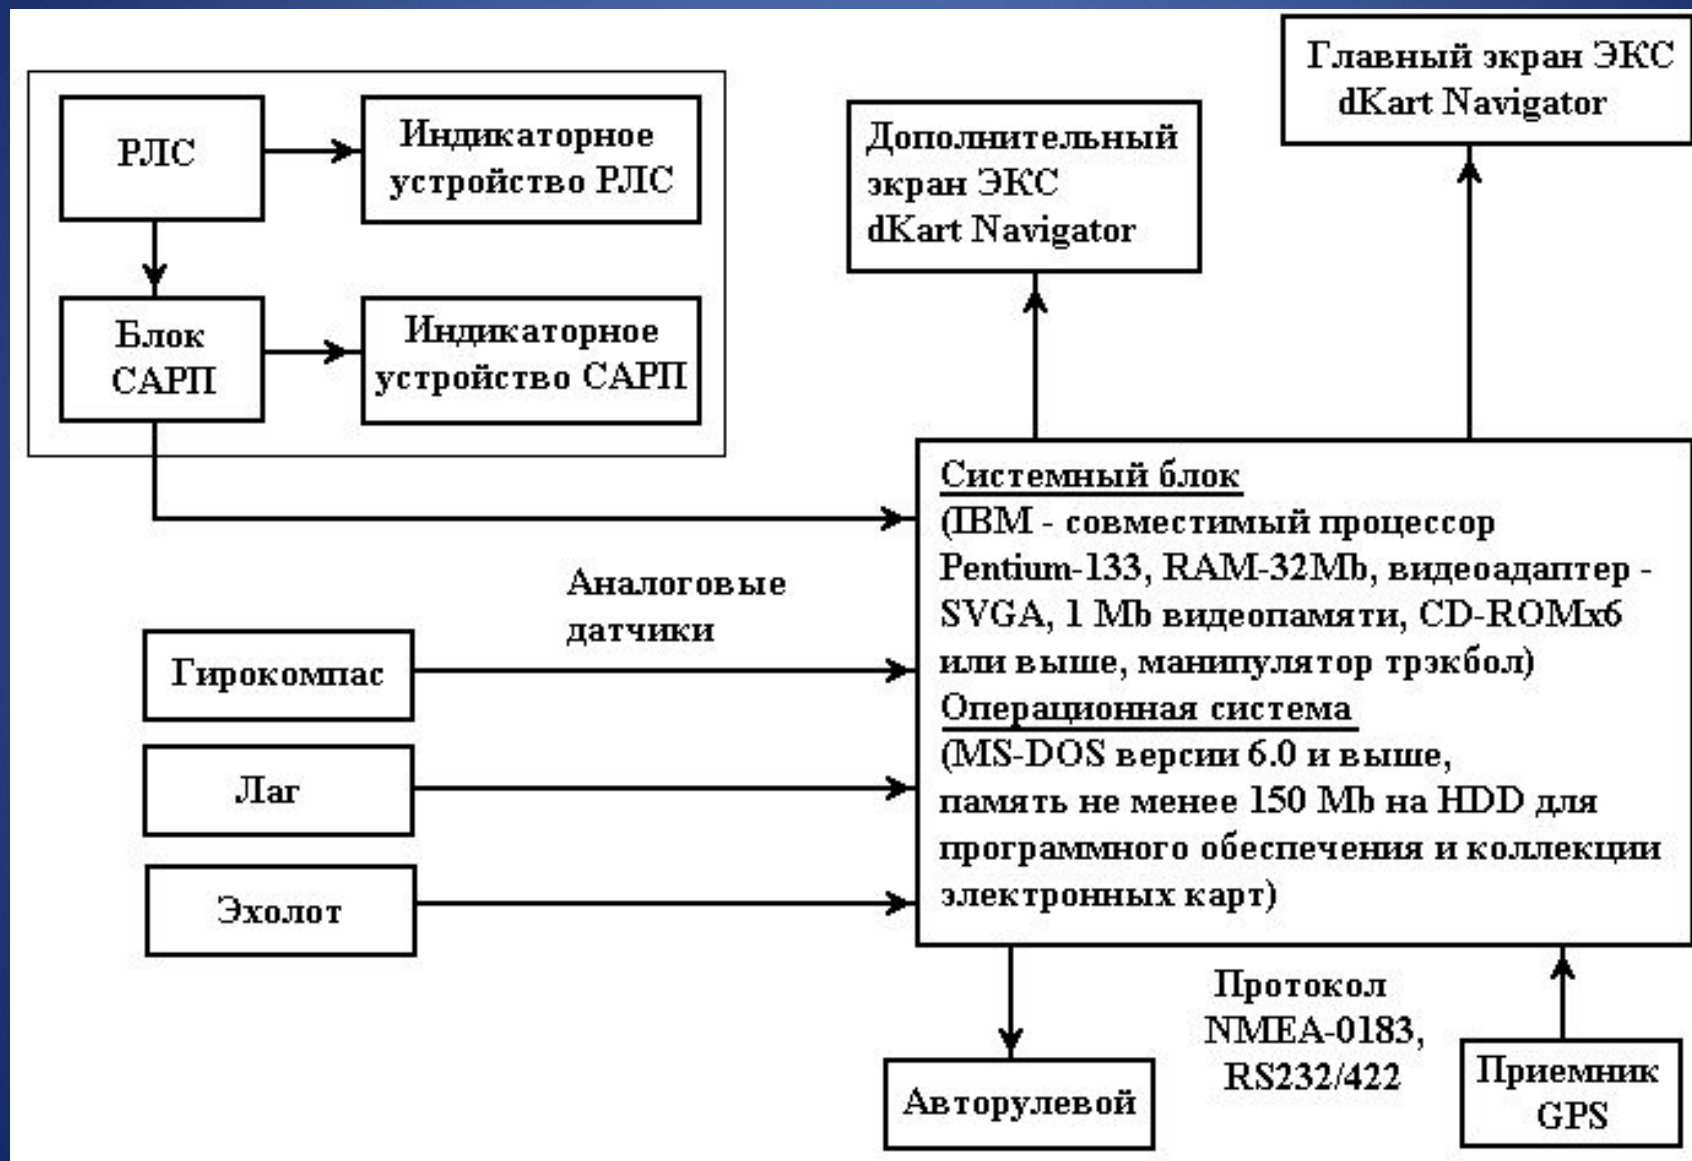 РЛС
Индикаторное
устройство РЛС
Блок
САРП
Индикаторное
устройство САРП
Дополнительный
экран ЭКС
dKart Navigator
Главный экран ЭКС
dKart Navigator
Аналоговые
датчики
Гирокомпас
Лаг
Эхолот
Системный блок
(IBM - совместимый процессор
Pentium-133, RAM-32Mb, видеоадаптер -
SVGA, 1 Mb видеопамяти, CD-ROMx6
или выше, манипулятор трэкбол)
Операционная система
(MS-DOS версии 6.0 и выше,
память не менее 150 Mb на HDD для
программного обеспечения и коллекции
электронных карт)
Авторулевой
Протокол
NMEA-0183,
RS232/422
Приемник
GPS